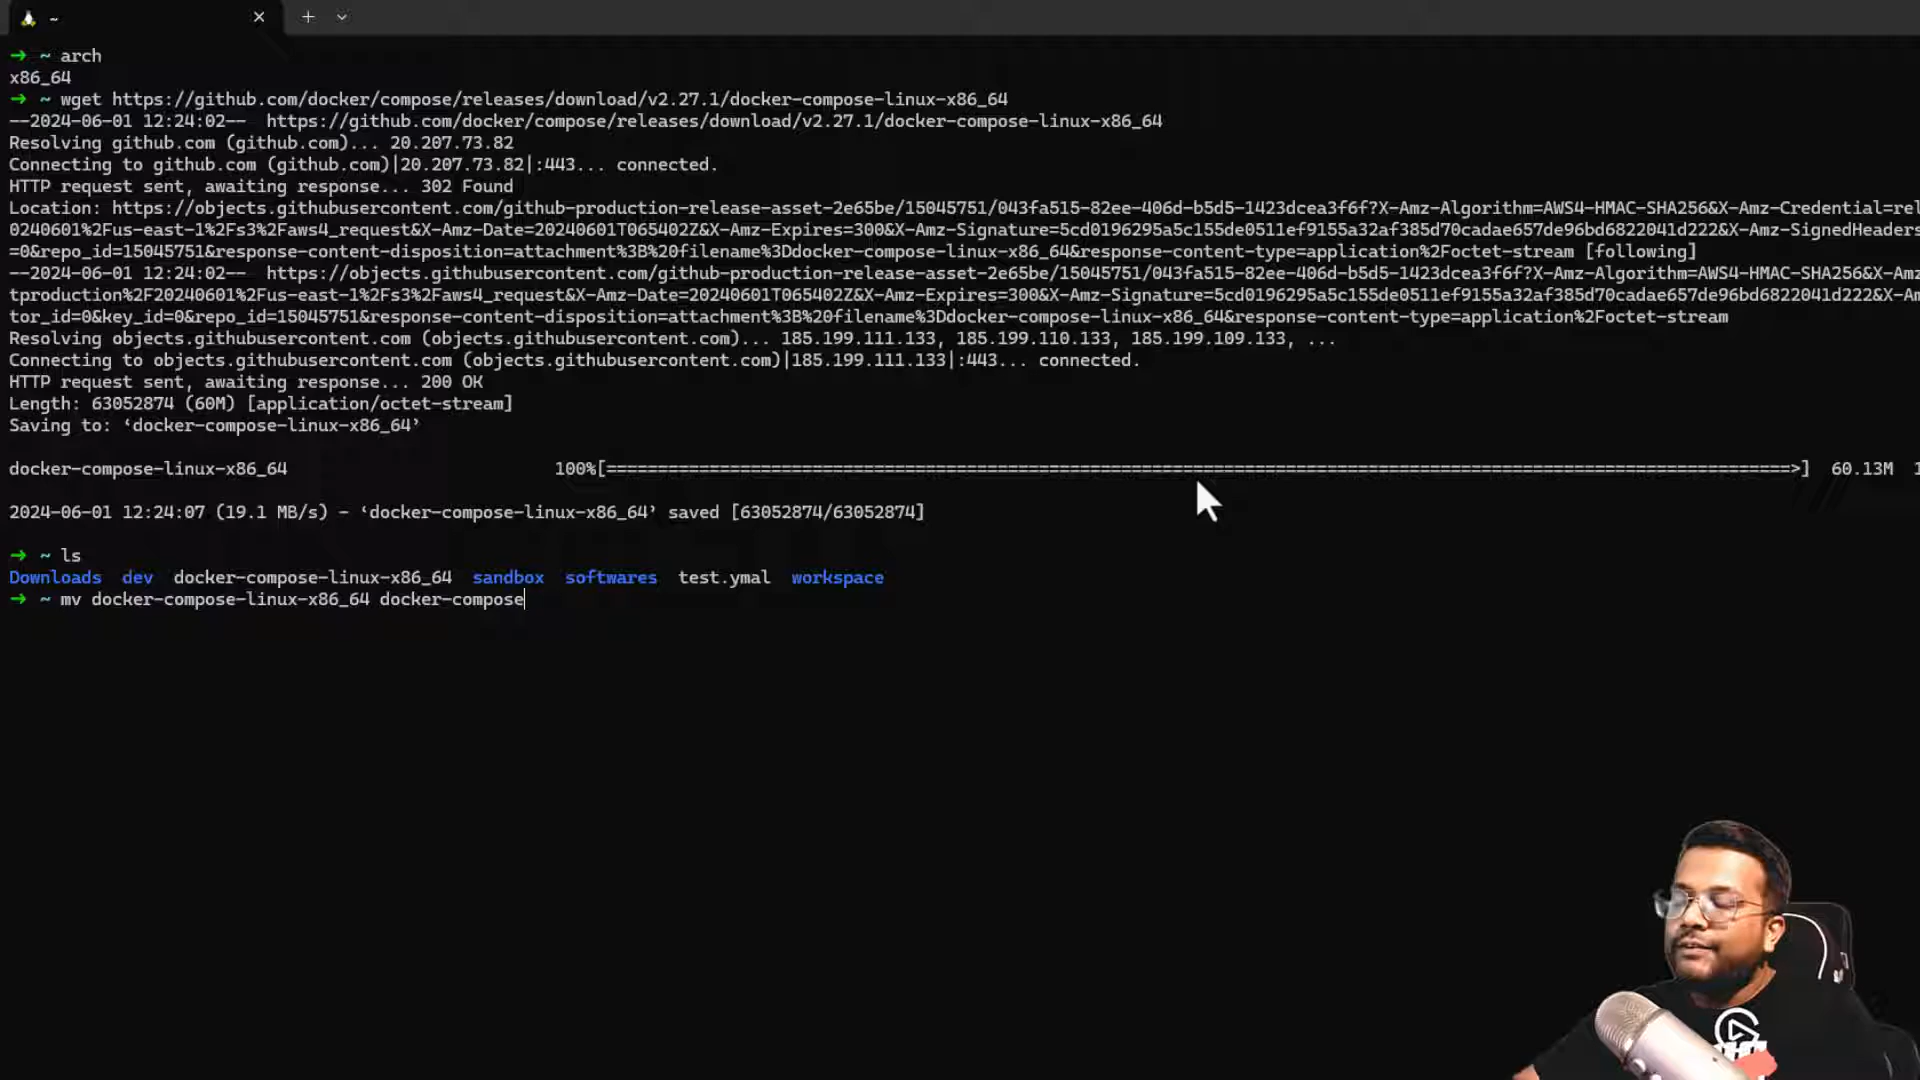 ~
→ ~ arch
x86_64
→ ~ wget https://github.com/docker/compose/releases/download/v2.27.1/docker-compose-linux-x86_64
--2024-06-01 12:24:02-- https://github.com/docker/compose/releases/download/v2.27.1/docker-compose-linux-x86_64
Resolving github.com (github.com)... 20.207.73.82
Connecting to github.com (github.com)|20.207.73.82|:443... connected.
HTTP request sent, awaiting response... 302 Found
Location: https://objects.githubusercontent.com/github-production-release-asset-2e65be/15045751/043fa515-82ee-406d-b5d5-1423dcea3f6f?X-Amz-Algorithm=AWS4-HMAC-SHA256&X-Amz-Credential=rel
0240601%2Fus-east-1%2Fs3%2Faws4_request&X-Amz-Date=20240601T065402Z&X-Amz-Expires=300&X-Amz-Signature=5cd0196295a5c155de0511ef9155a32af385d70cadae657de96bd6822041d222&X-Amz-SignedHeaders
=0&repo_id=15045751&response-content-disposition=attachment%3B%20filename%3Ddocker-compose-linux-x86_64&response-content-type=application%2Foctet-stream [following]
--2024-06-01 12:24:02-- https://objects.githubusercontent.com/github-production-release-asset-2e65be/15045751/043fa515-82ee-406d-b5d5-1423dcea3f6f?X-Amz-Algorithm=AWS4-HMAC-SHA256&X-Amz
tproduction%2F20240601%2Fus-east-1%2Fs3%2Faws4_request&X-Amz-Date=20240601T065402Z&X-Amz-Expires=300&X-Amz-Signature=5cd0196295a5c155de0511ef9155a32af385d70cadae657de96bd6822041d222&X-Am
tor_id=0&key_id=0&repo_id=15045751&response-content-disposition=attachment%3B%20filename%3Ddocker-compose-linux-x86_64&response-content-type=application%2Foctet-stream
Resolving objects.githubusercontent.com (objects.githubusercontent.com)... 185.199.111.133, 185.199.110.133, 185.199.109.133, ...
Connecting to objects.githubusercontent.com (objects.githubusercontent.com)|185.199.111.133|:443... connected.
HTTP request sent, awaiting response... 200 OK
Length: 63052874 (60M) [application/octet-stream]
Saving to: ‘docker-compose-linux-x86_64’
docker-compose-linux-x86_64 100%[===================================================================================================================>] 60.13M 1
2024-06-01 12:24:07 (19.1 MB/s) - ‘docker-compose-linux-x86_64’ saved [63052874/63052874]
→ ~ ls
Downloads dev docker-compose-linux-x86_64 sandbox softwares test.ymal workspace
→ ~ mv docker-compose-linux-x86_64 docker-compose